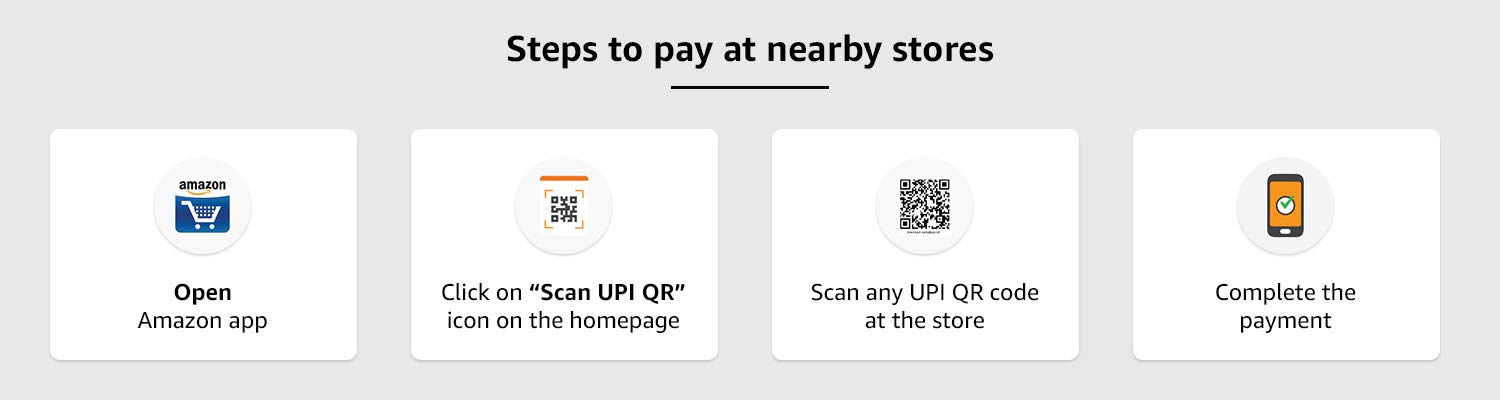 Steps to pay at nearby stores
amazon
Open
Amazon app
Click on “Scan UPI QR”
icon on the homepage
Scan any UPI QR code
at the store
Complete the
payment